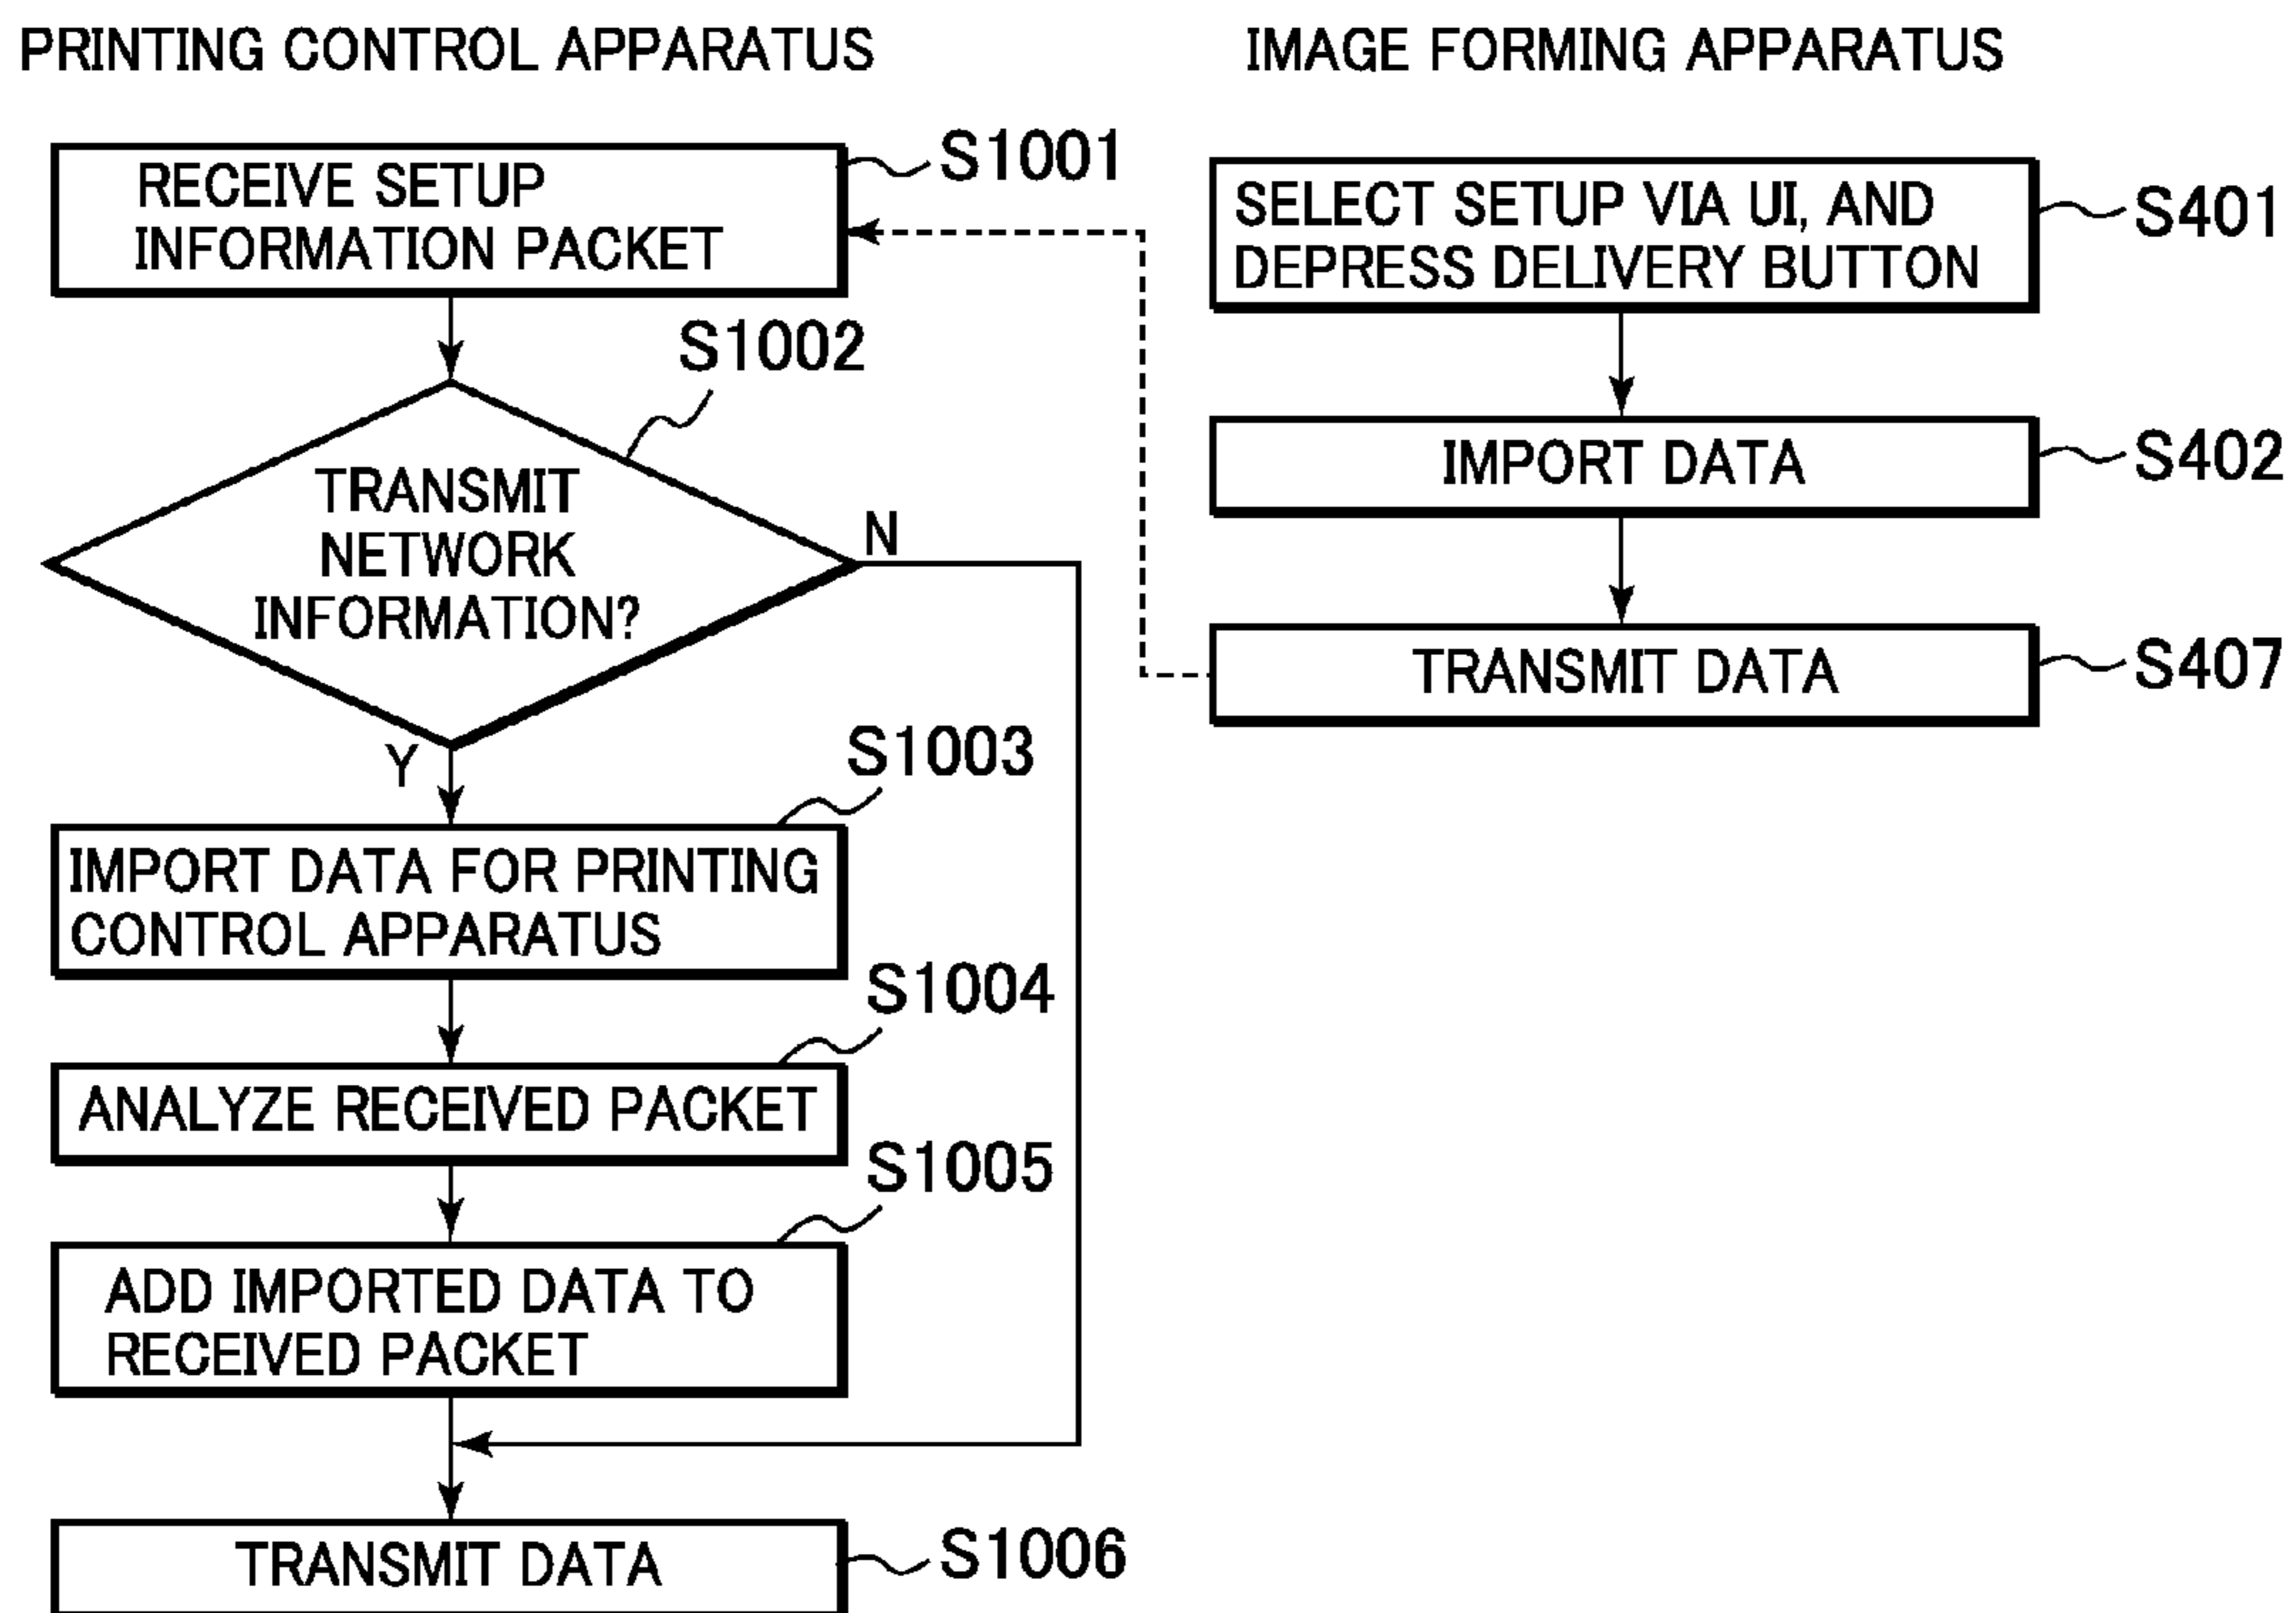 PRINTING CONTROL APPARATUS
RECEIVE SETUP
INFORMATION PACKET
S1001
S1002
TRANSMIT
NETWORK
INFORMATION?
N
Y
S1003
IMPORT DATA FOR PRINTING
CONTROL APPARATUS
S1004
ANALYZE RECEIVED PACKET
S1005
ADD IMPORTED DATA TO
RECEIVED PACKET
TRANSMIT DATA
S1006
IMAGE FORMING APPARATUS
SELECT SETUP VIA UI, AND
DEPRESS DELIVERY BUTTON
S401
IMPORT DATA
S402
TRANSMIT DATA
S407